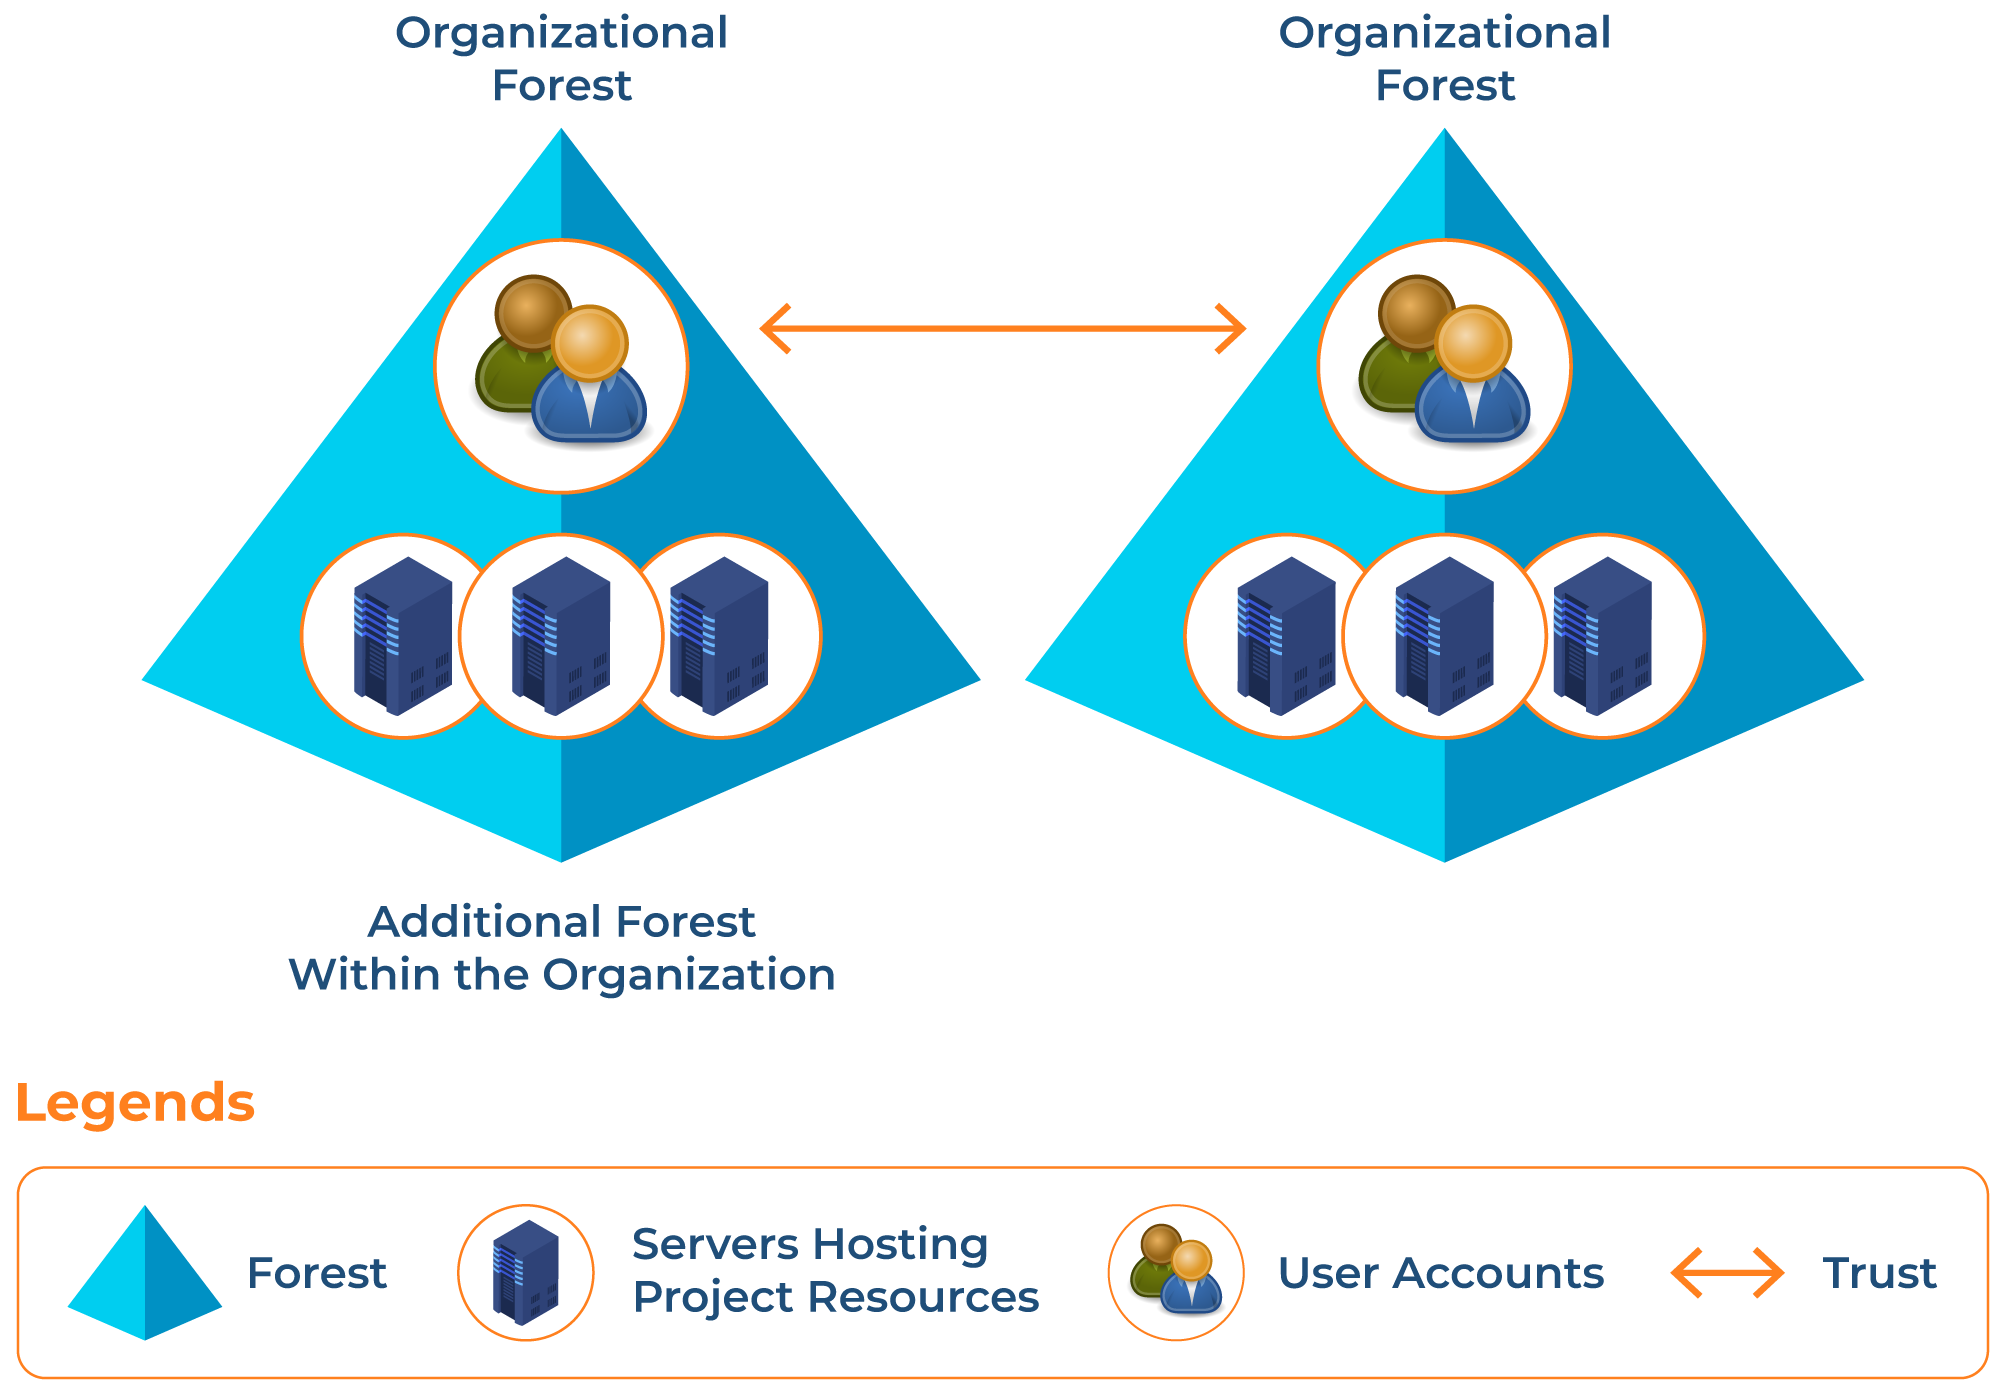 Organizational
Forest
Organizational
Forest
Additional Forest
Within the Organization
Legends
Forest
Servers Hosting
Project Resources
User Accounts
Trust